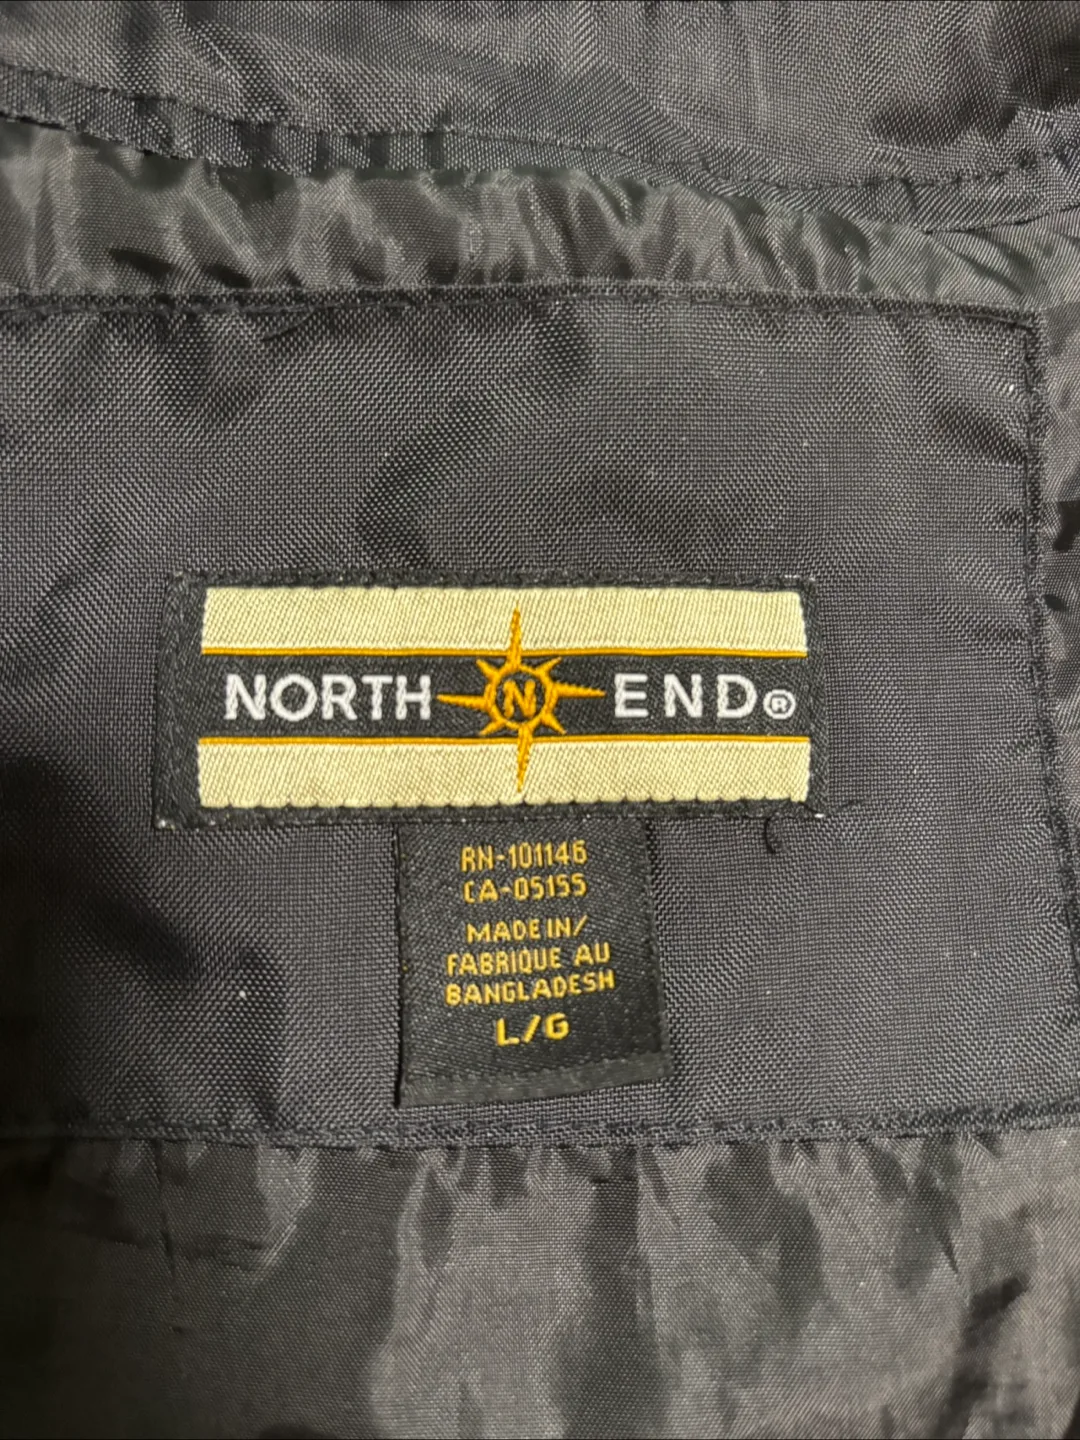 NORTH N END®
RN-101146
CA-05155
MADE IN/
FABRIQUE AU
BANGLADESH
L/G